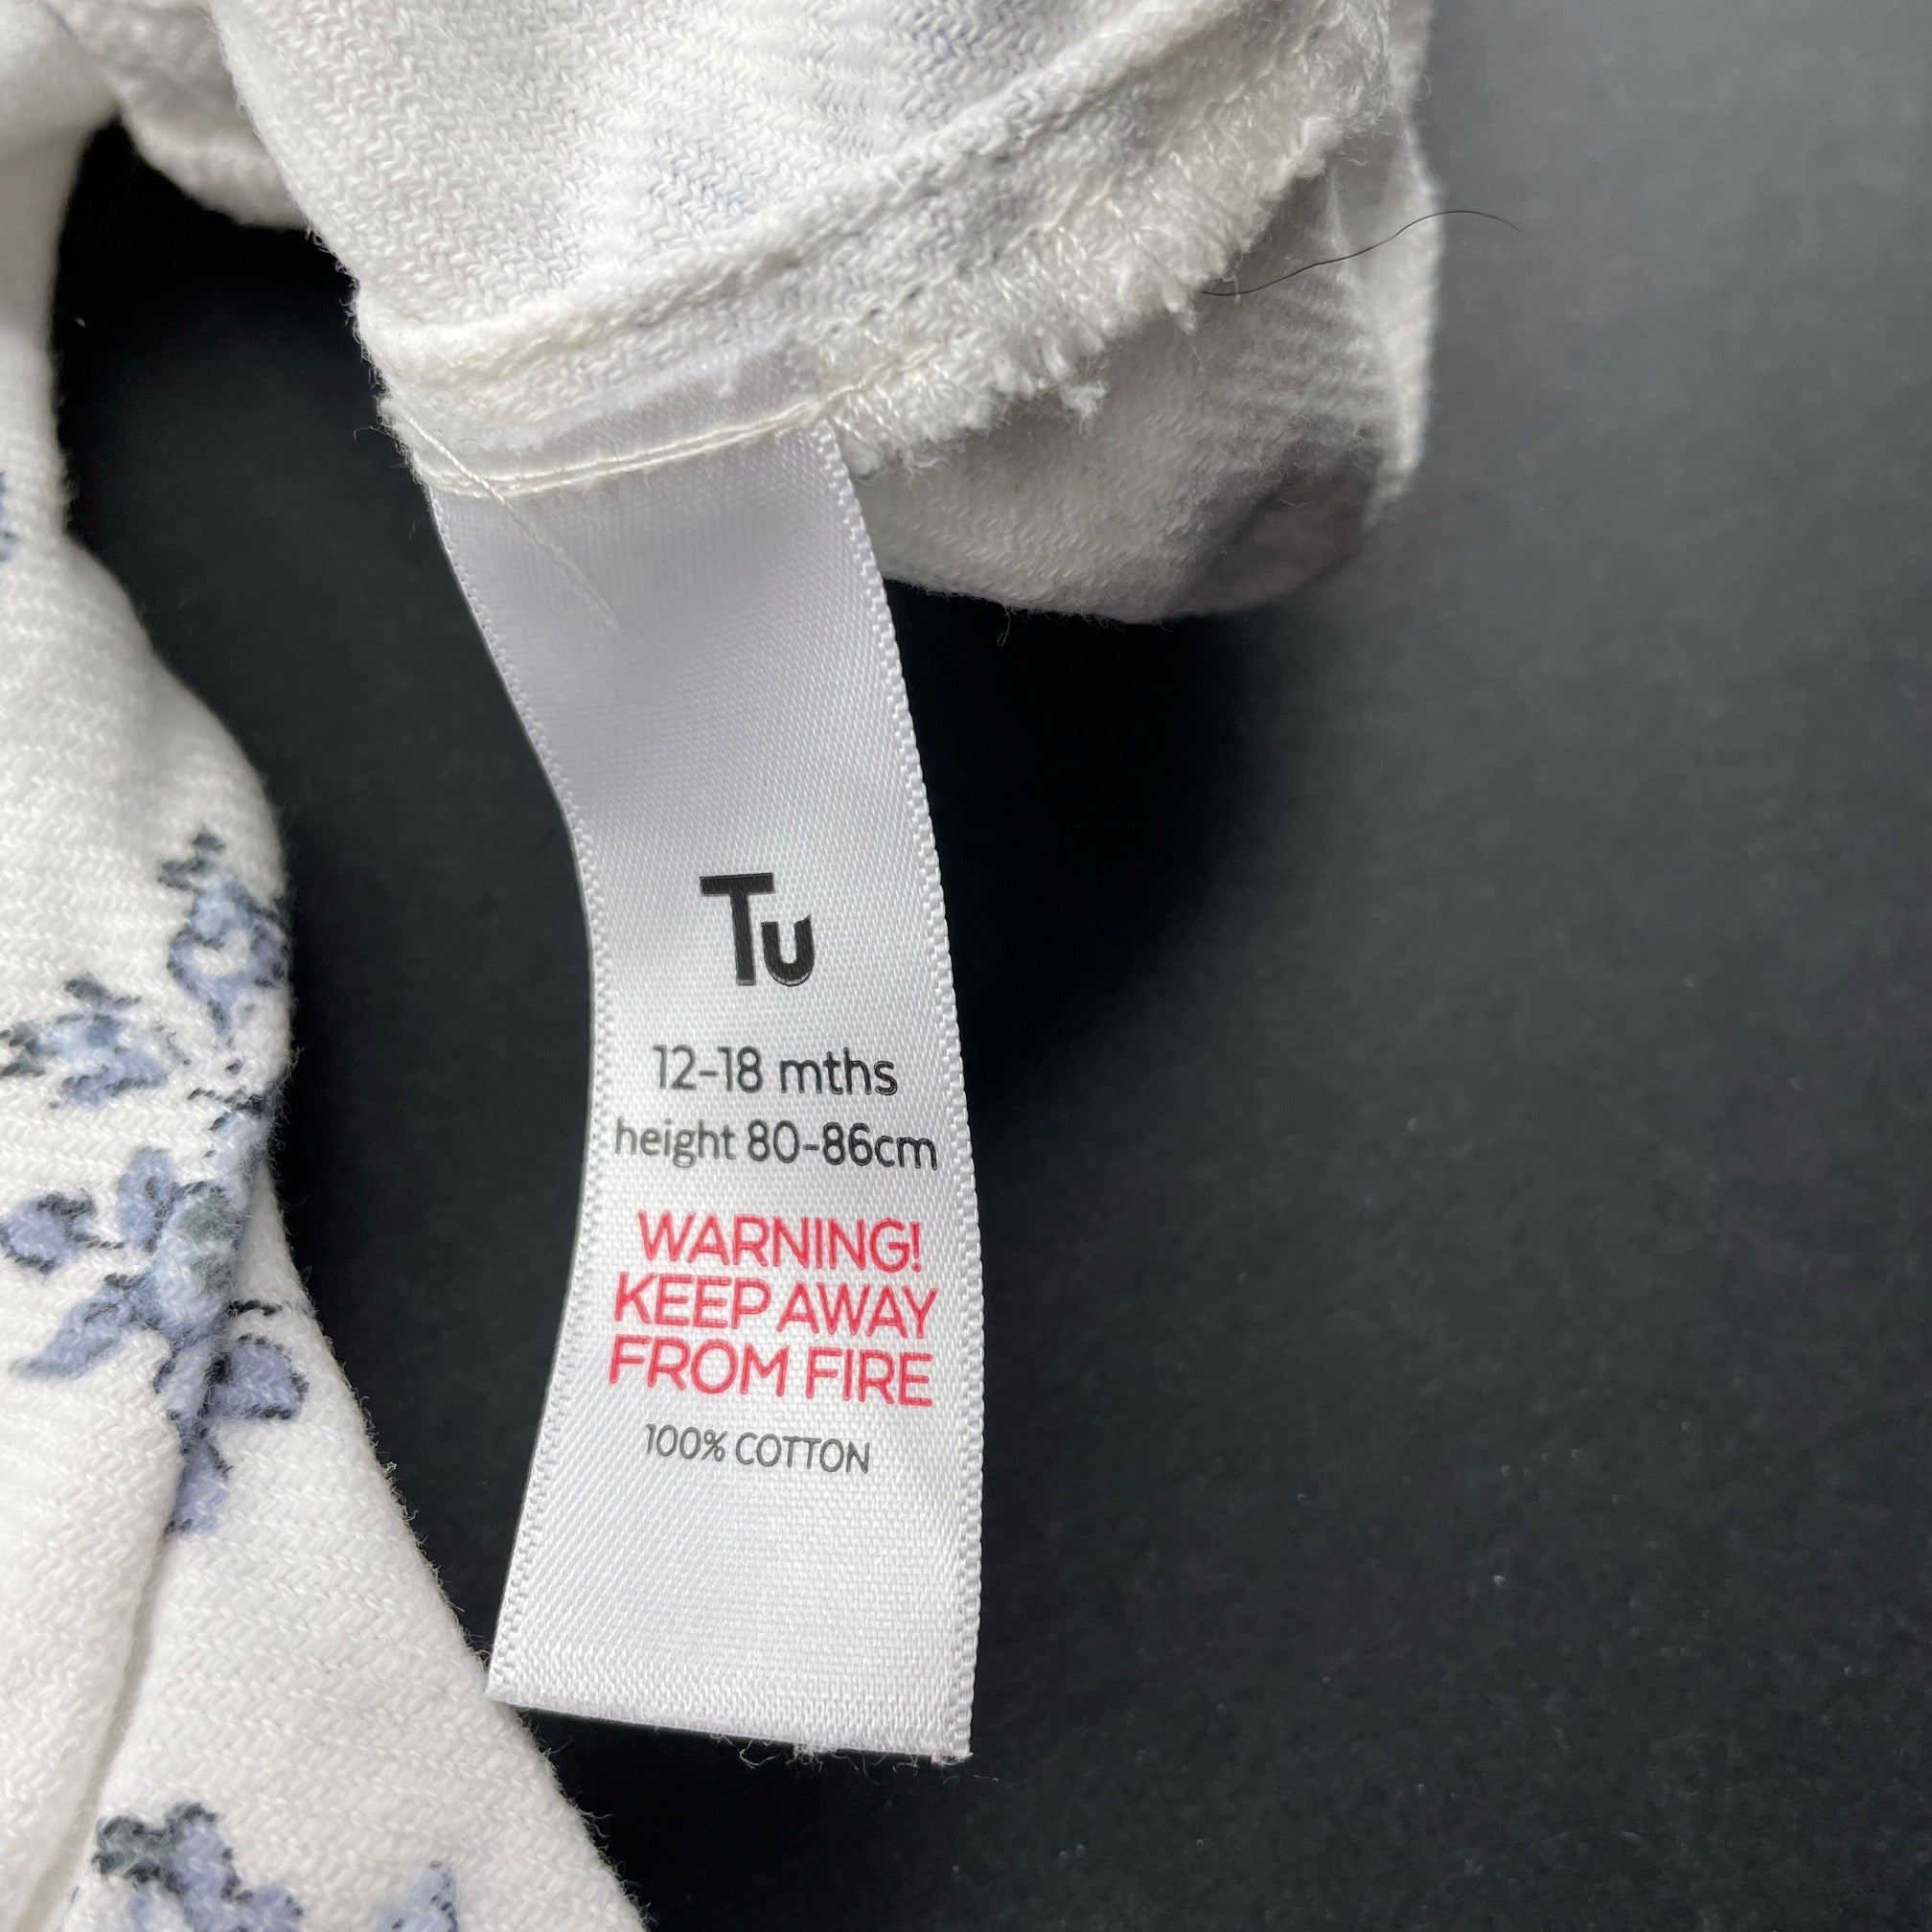 Tu
12-18 mths
height 80-86cm
WARNING!
KEEP AWAY
FROM FIRE
100% COTTON